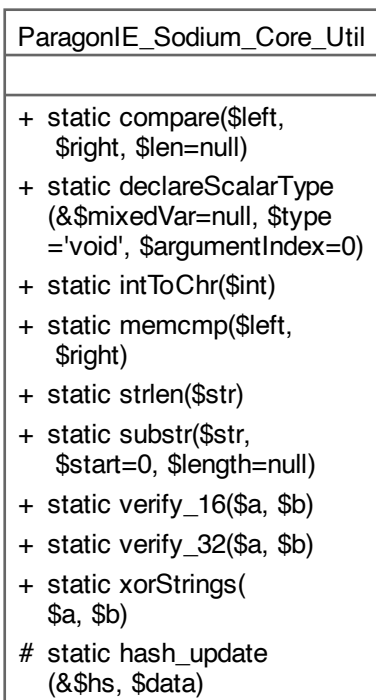 ParagonIE_Sodium_Core_Util
+ static compare($left,
$right, $len=null)
+ static declareScalarType
(&$mixedVar=null, $type
='void', $argumentIndex=0)
+ static intToChr($int)
+ static memcmp($left,
$right)
+ static strlen($str)
+ static substr($str,
$start=0, $length=null)
+ static verify_16($a, $b)
+ static verify_32($a, $b)
+ static xorStrings(
$a, $b)
# static hash_update
(&$hs, $data)